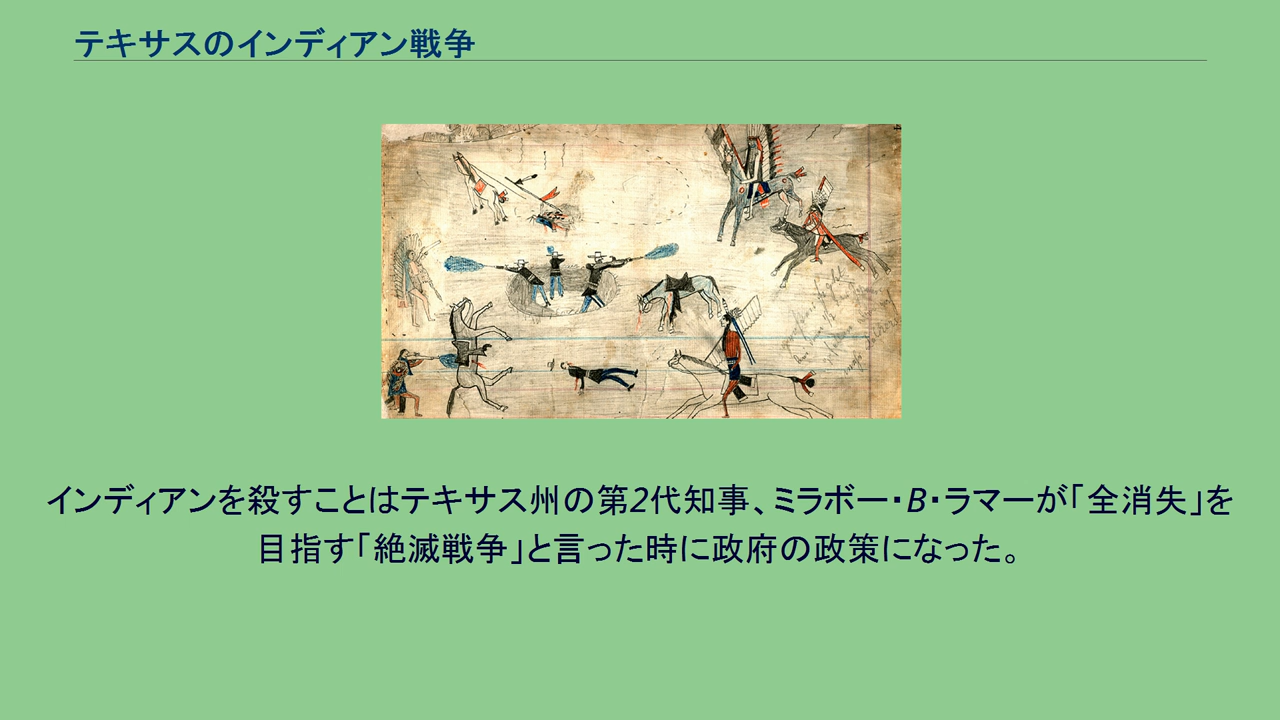 テキサスのインディアン戦争
インディアンを殺すことはテキサス州の第2代知事、ミラボー・B・ラマーが「全消失」を
目指す「絶滅戦争」と言った時に政府の政策になった。